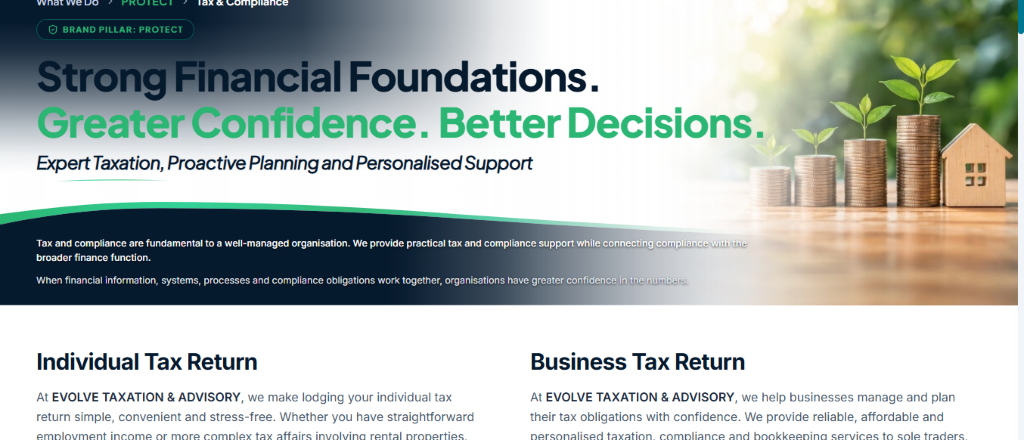 What We Do > PROTECT > Tax & Compliance
BRAND PILLAR: PROTECT
Strong Financial Foundations.
Greater Confidence. Better Decisions.
Expert Taxation, Proactive Planning and Personalised Support
Tax and compliance are fundamental to a well-managed organisation. We provide practical tax and compliance support while connecting compliance with the
broader finance function.
When financial information, systems, processes and compliance obligations work together, organisations have greater confidence in the numbers.
Individual Tax Return
At EVOLVE TAXATION & ADVISORY, we make lodging your individual tax
return simple, convenient and stress-free. Whether you have straightforward
employment income or more complex tax affairs involving rental properties,
Business Tax Return
At EVOLVE TAXATION & ADVISORY, we help businesses manage and plan
their tax obligations with confidence. We provide reliable, affordable and
personalised taxation, compliance and bookkeeping services to sole traders,